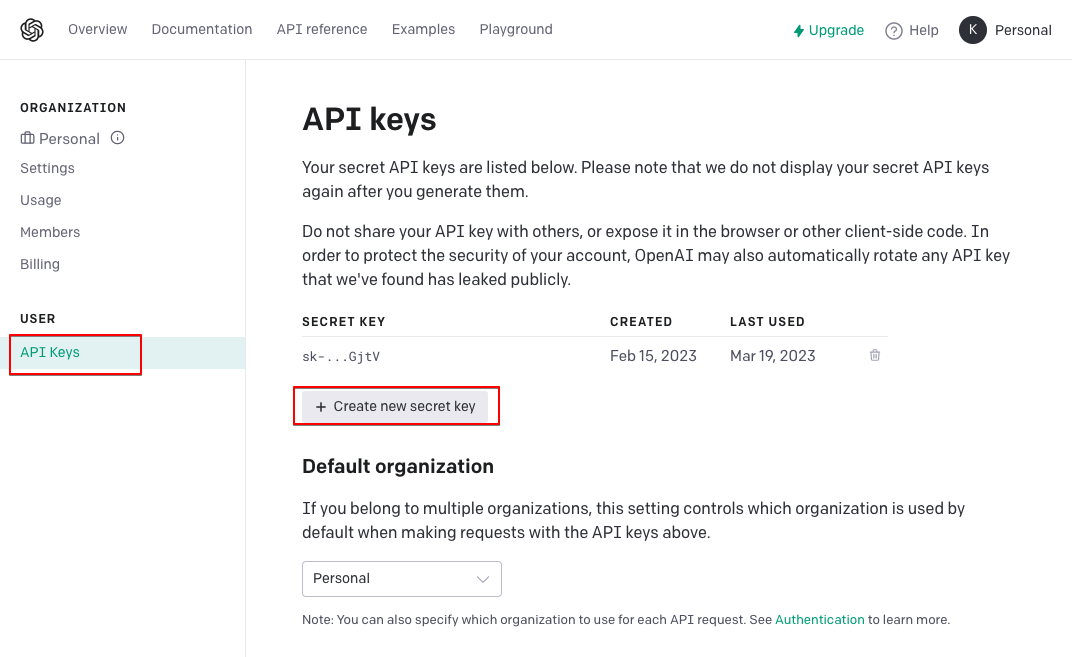 Overview Documentation API reference Examples Playground Upgrade Help K Personal
ORGANIZATION
Personal
Settings
Usage
Members
Billing
USER
API Keys
API keys
Your secret API keys are listed below. Please note that we do not display your secret API keys
again after you generate them.
Do not share your API key with others, or expose it in the browser or other client-side code. In
order to protect the security of your account, OpenAI may also automatically rotate any API key
that we've found has leaked publicly.
SECRET KEY CREATED LAST USED
sk-...GjtV Feb 15, 2023 Mar 19, 2023
+ Create new secret key
Default organization
If you belong to multiple organizations, this setting controls which organization is used by
default when making requests with the API keys above.
Personal
Note: You can also specify which organization to use for each API request. See Authentication to learn more.